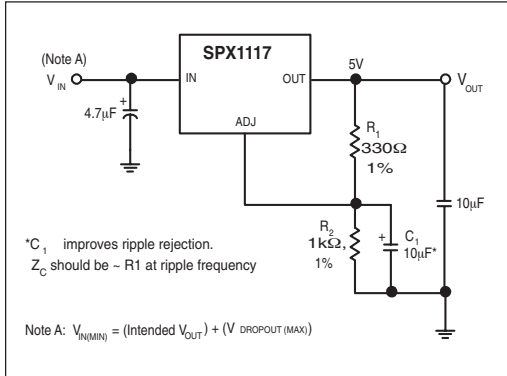 SPX1117
(Note A)
V IN
IN
OUT
5V
V OUT
4.7μF
+
ADJ
R1
330Ω
1%
10μF
R2
1kΩ,
1%
+
C1
10μF*
*C1 improves ripple rejection.
ZC should be ~ R1 at ripple frequency
Note A: VIN(MIN) = (Intended VOUT) + (V DROPOUT (MAX))